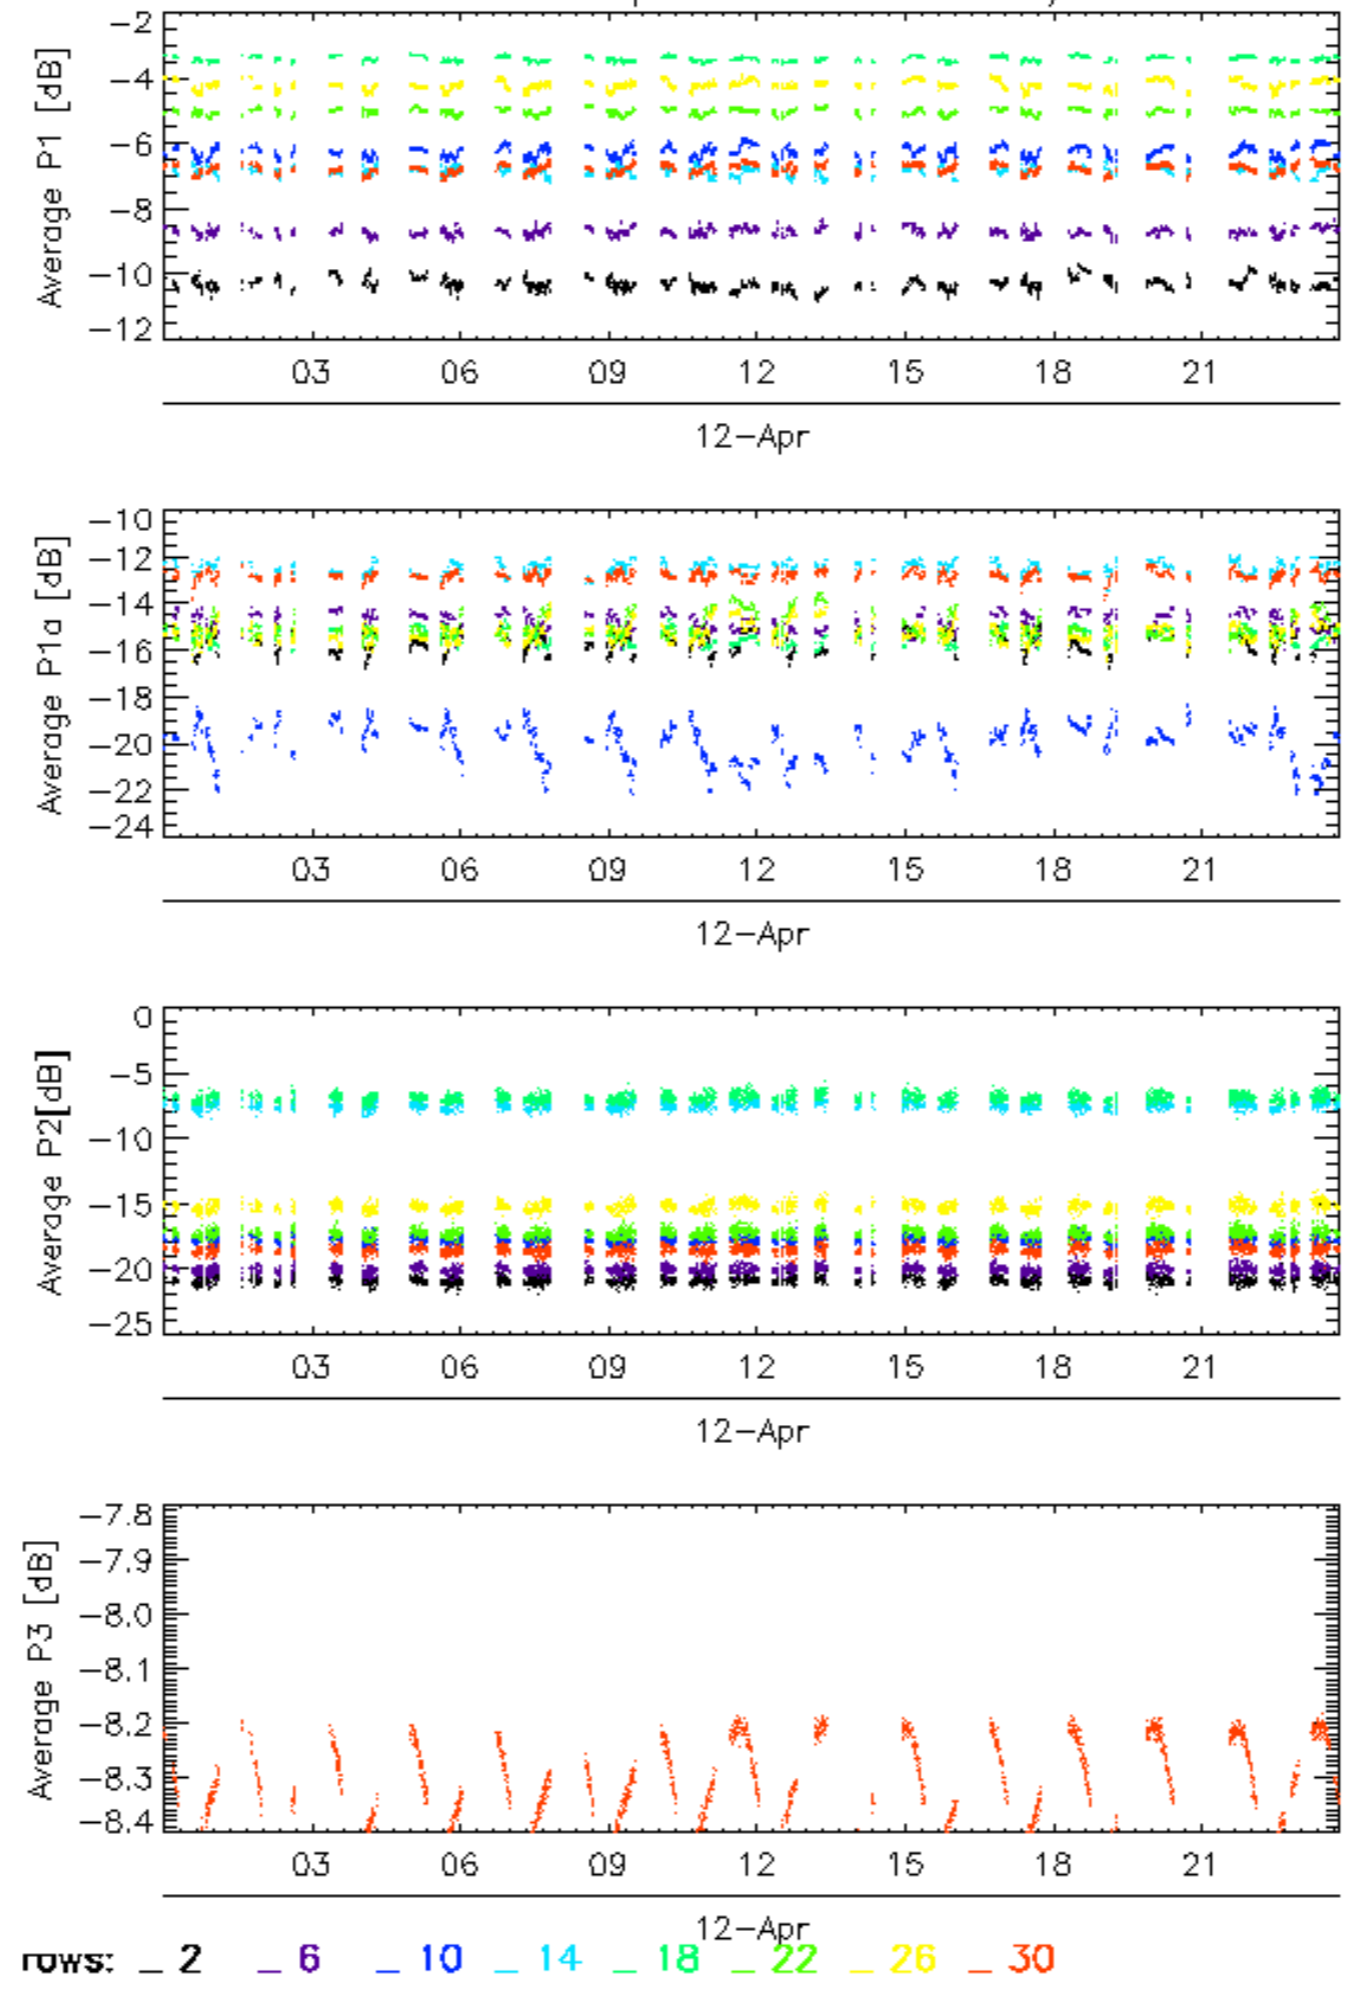 -2
-4
-6
-8
-10
-12
Average P1 [dB]
03 06 09 12 15 18 21
12-Apr
-10
-12
-14
-16
-18
-20
-22
-24
Average P1a [dB]
03 06 09 12 15 18 21
12-Apr
0
-5
-10
-15
-20
-25
Average P2[dB]
03 06 09 12 15 18 21
12-Apr
-7.8
-7.9
-8.0
-8.1
-8.2
-8.3
-8.4
Average P3 [dB]
03 06 09 12 15 18 21
12-Apr
rows: _ 2 _ 6 _ 10 _ 14 _ 18 _ 22 _ 26 _ 30